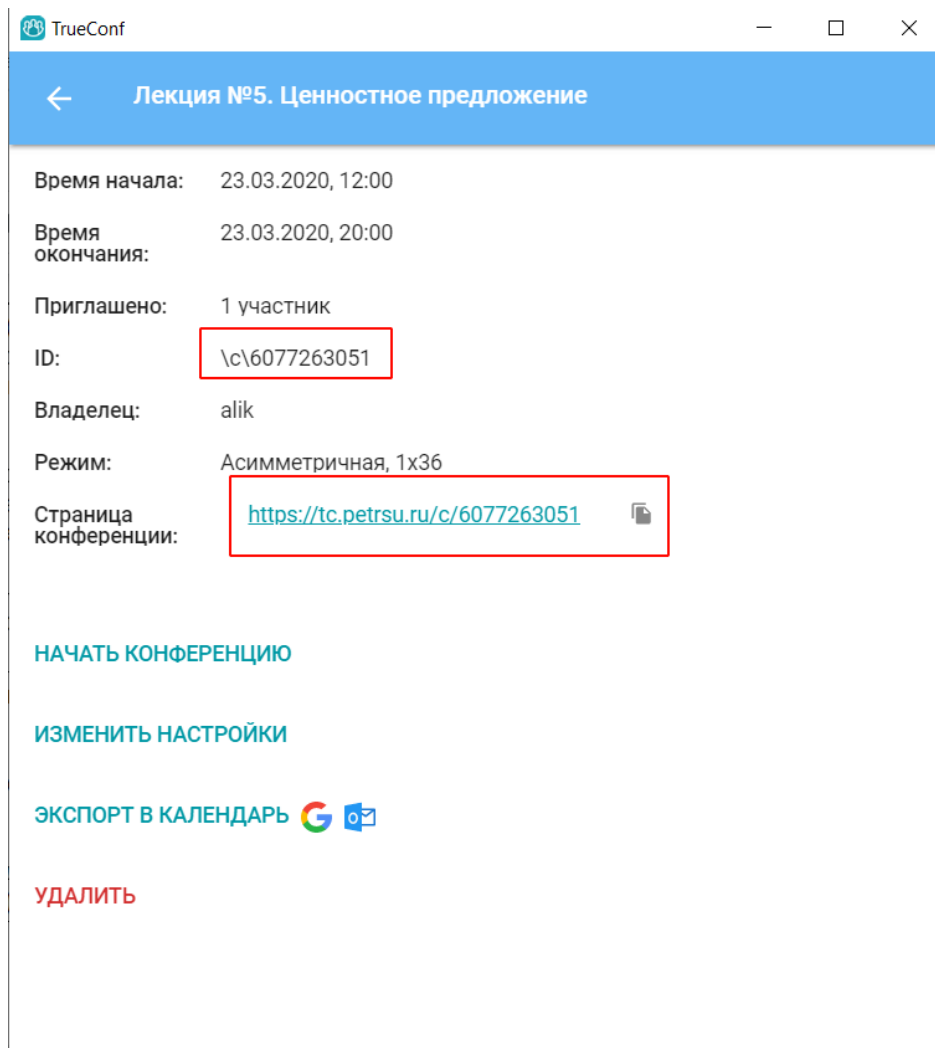 TrueConf
Лекция №5. Ценностное предложение
Время начала: 23.03.2020, 12:00
Время 23.03.2020, 20:00
окончания:
Приглашено: 1 участник
ID: \c\6077263051
Владелец: alik
Режим: Асимметричная, 1x36
Страница https://tc.petrsu.ru/c/6077263051
конференции:
НАЧАТЬ КОНФЕРЕНЦИЮ
ИЗМЕНИТЬ НАСТРОЙКИ
ЭКСПОРТ В КАЛЕНДАРЬ
УДАЛИТЬ